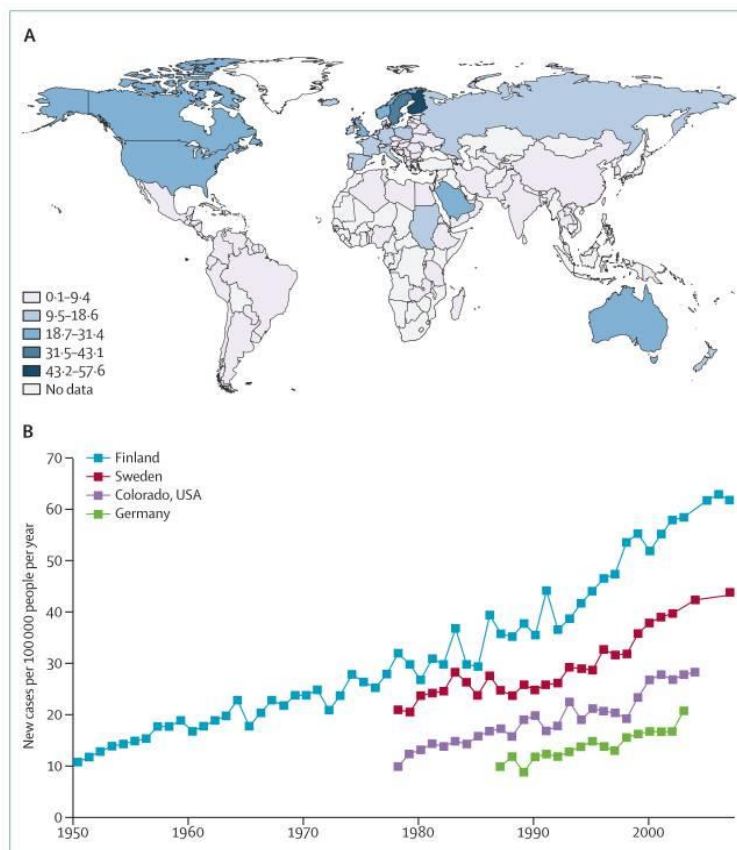 A
0·1–9·4
9·5–18·6
18·7–31·4
31·5–43·1
43·2–57·6
No data
B
70
60
50
40
30
20
10
0
New cases per 100 000 people per year
Finland
Sweden
Colorado, USA
Germany
1950
1960
1970
1980
1990
2000